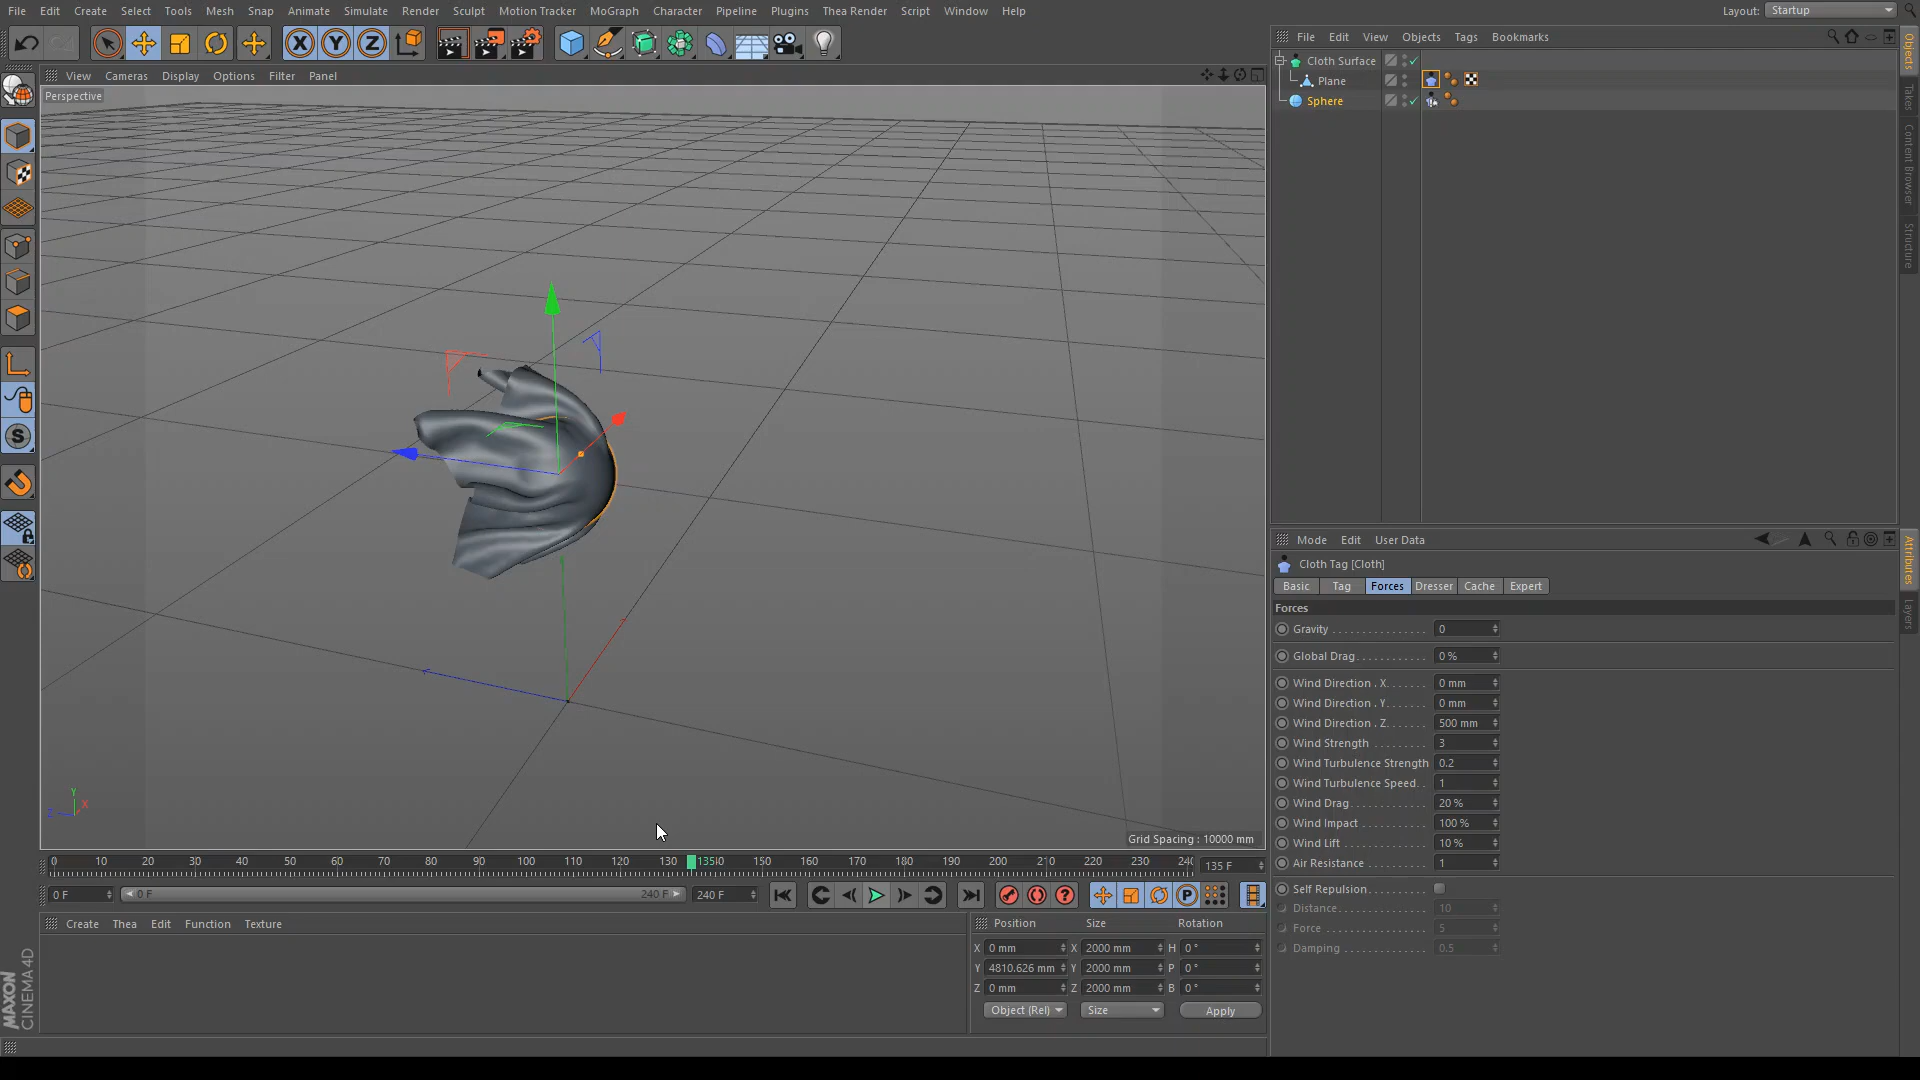 File Edit Create Select Tools Mesh Snap Animate Simulate Render Sculpt Motion Tracker MoGraph Character Pipeline Plugins Thea Render Script Window Help
Layout: Startup
View Cameras Display Options Filter Panel
Perspective
Grid Spacing : 10000 mm
Y
X
Z
File Edit View Objects Tags Bookmarks
Cloth Surface
Plane
Sphere
Objects
Takes
Content Browser
Structure
Mode Edit User Data
Cloth Tag [Cloth]
Basic Tag Forces Dresser Cache Expert
Forces
Gravity 0
Global Drag 0 %
Wind Direction . X 0 mm
Wind Direction . Y 0 mm
Wind Direction . Z 500 mm
Wind Strength 3
Wind Turbulence Strength 0.2
Wind Turbulence Speed 1
Wind Drag 20 %
Wind Impact 100 %
Wind Lift 10 %
Air Resistance 1
Self Repulsion
Distance 10
Force 5
Damping 0.5
Attributes
Layers
0 10 20 30 40 50 60 70 80 90 100 110 120 130 135 150 160 170 180 190 200 210 220 230 240
135 F
0 F 0 F 240 F 240 F
Create Thea Edit Function Texture
Position Size Rotation
X 0 mm X 2000 mm H 0 °
Y 4810.626 mm Y 2000 mm P 0 °
Z 0 mm Z 2000 mm B 0 °
Object (Rel) Size Apply
MAXON
CINEMA 4D